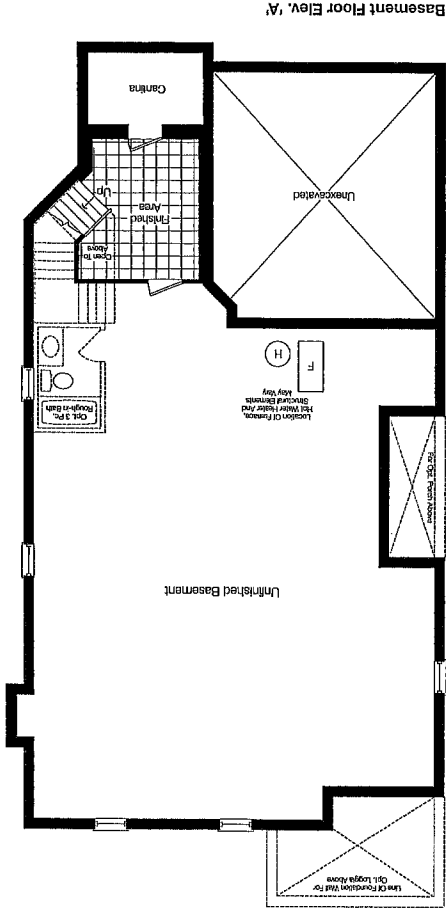 Line Of Foundation Wall For
Opt. Loggia Above
Unfinished Basement
For Opt. Porch Above
Opt. 3 Pc.
Rough-in Bath
Location Of Furnace,
Hot Water Heater And
Structural Elements
May Vary
F
H
Open To
Above
Finished
Area
Up
Unexcavated
Cantina
Basement Floor Elev. 'A'